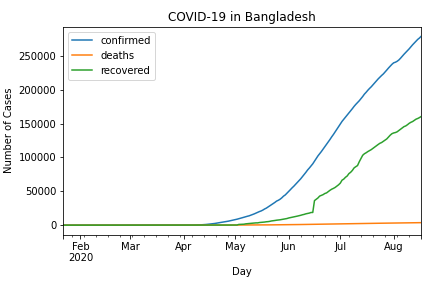 COVID-19 in Bangladesh
confirmed
deaths
recovered
Number of Cases
250000
200000
150000
100000
50000
0
Feb Mar Apr May Jun Jul Aug
2020
Day